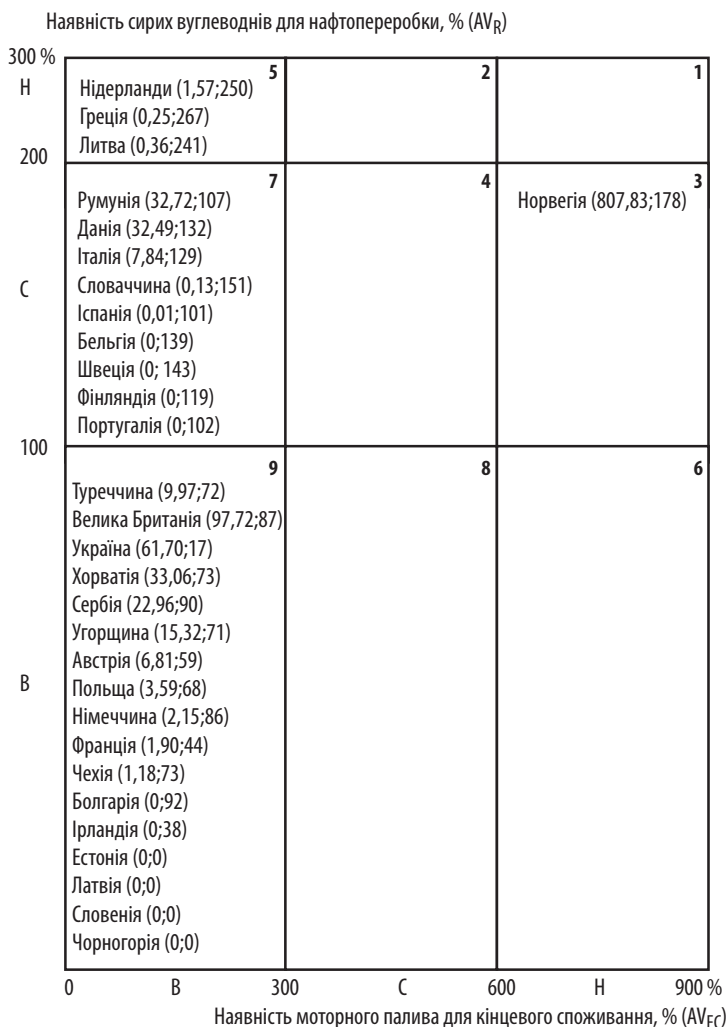 Наявність сирих вуглеводнів для нафтопереробки, % (AVR)
300 %
Н
5
2
1
Нідерланди (1,57;250)
Греція (0,25;267)
Литва (0,36;241)
200
7
4
3
Румунія (32,72;107)
Норвегія (807,83;178)
Данія (32,49;132)
Італія (7,84;129)
С
Словаччина (0,13;151)
Іспанія (0,01;101)
Бельгія (0;139)
Швеція (0; 143)
Фінляндія (0;119)
Португалія (0;102)
100
9
8
6
Туреччина (9,97;72)
Велика Британія (97,72;87)
Україна (61,70;17)
Хорватія (33,06;73)
Сербія (22,96;90)
Угорщина (15,32;71)
Австрія (6,81;59)
В
Польща (3,59;68)
Німеччина (2,15;86)
Франція (1,90;44)
Чехія (1,18;73)
Болгарія (0;92)
Ірландія (0;38)
Естонія (0;0)
Латвія (0;0)
Словенія (0;0)
Чорногорія (0;0)
0 В 300 С 600 Н 900 %
Наявність моторного палива для кінцевого споживання, % (AVEC)